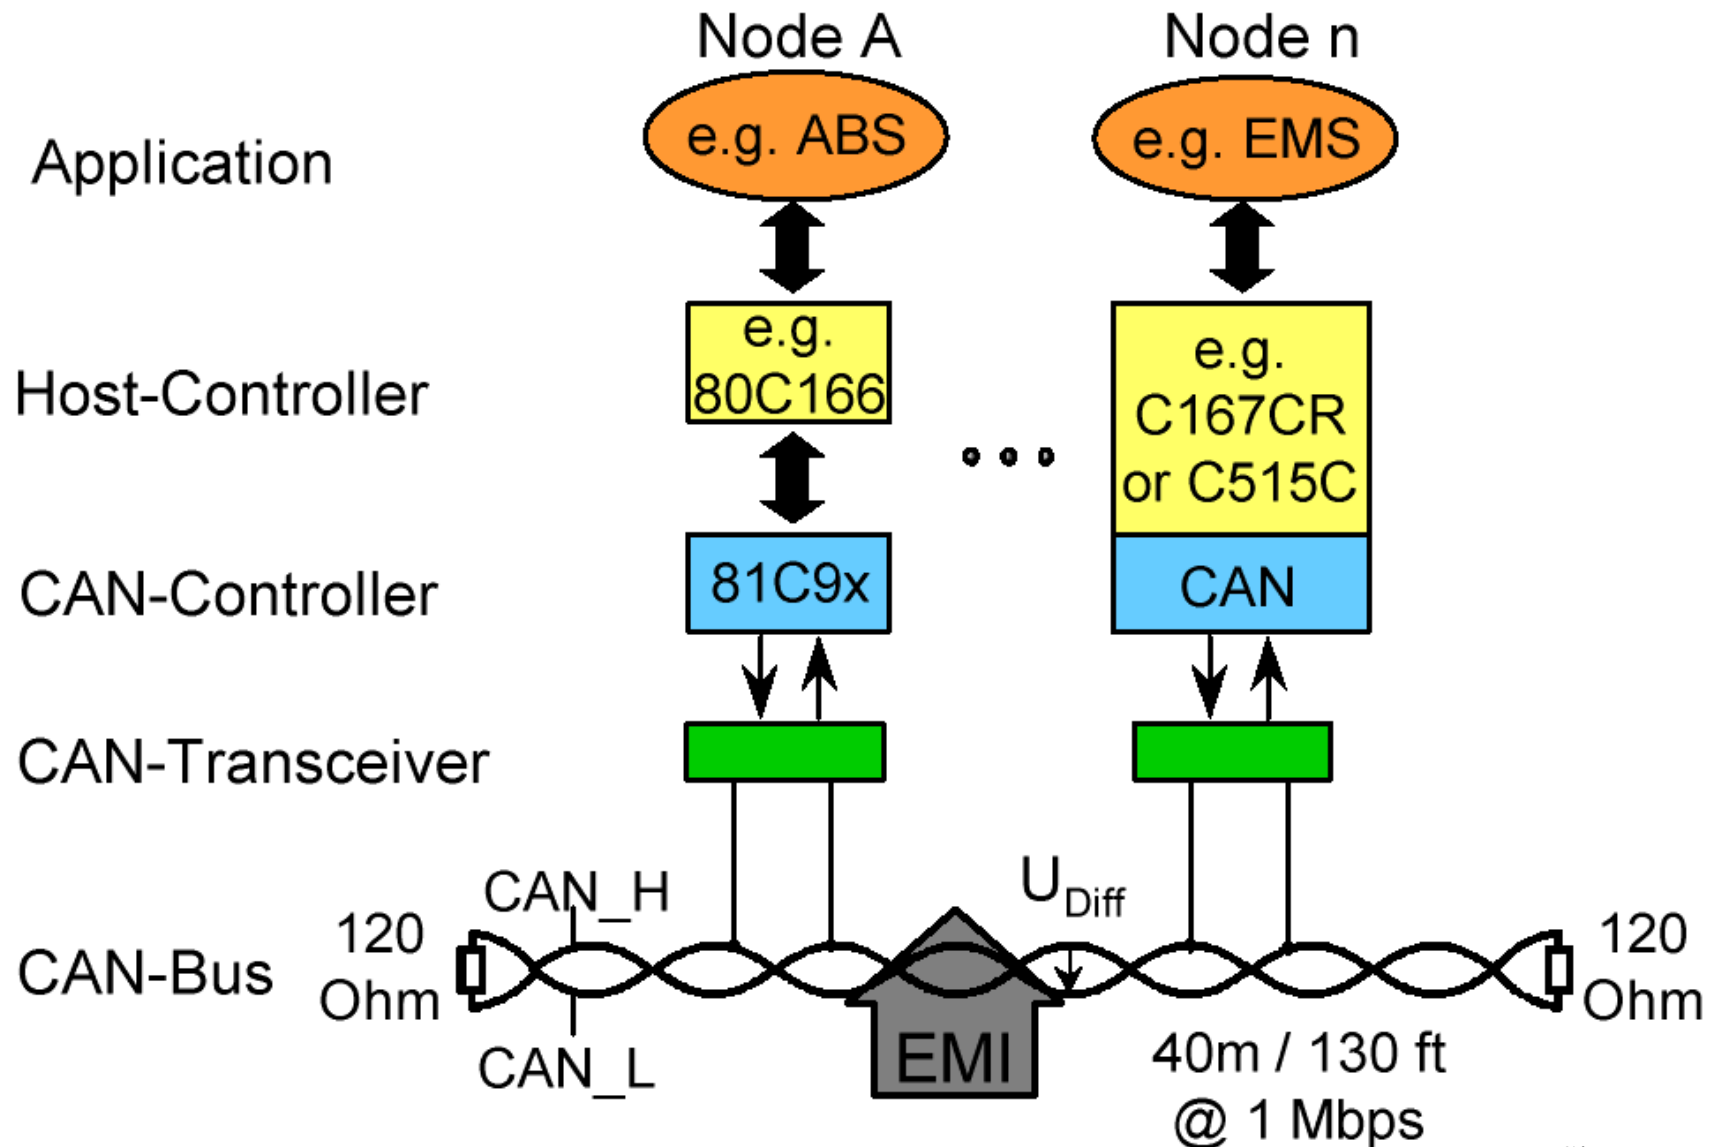 Node A
Node n
Application
e.g. ABS
e.g. EMS
Host-Controller
e.g.
80C166
e.g.
C167CR
or C515C
CAN-Controller
81C9x
CAN
CAN-Transceiver
CAN_H
U Diff
CAN-Bus
120
Ohm
120
Ohm
CAN_L
EMI
40m / 130 ft
@ 1 Mbps